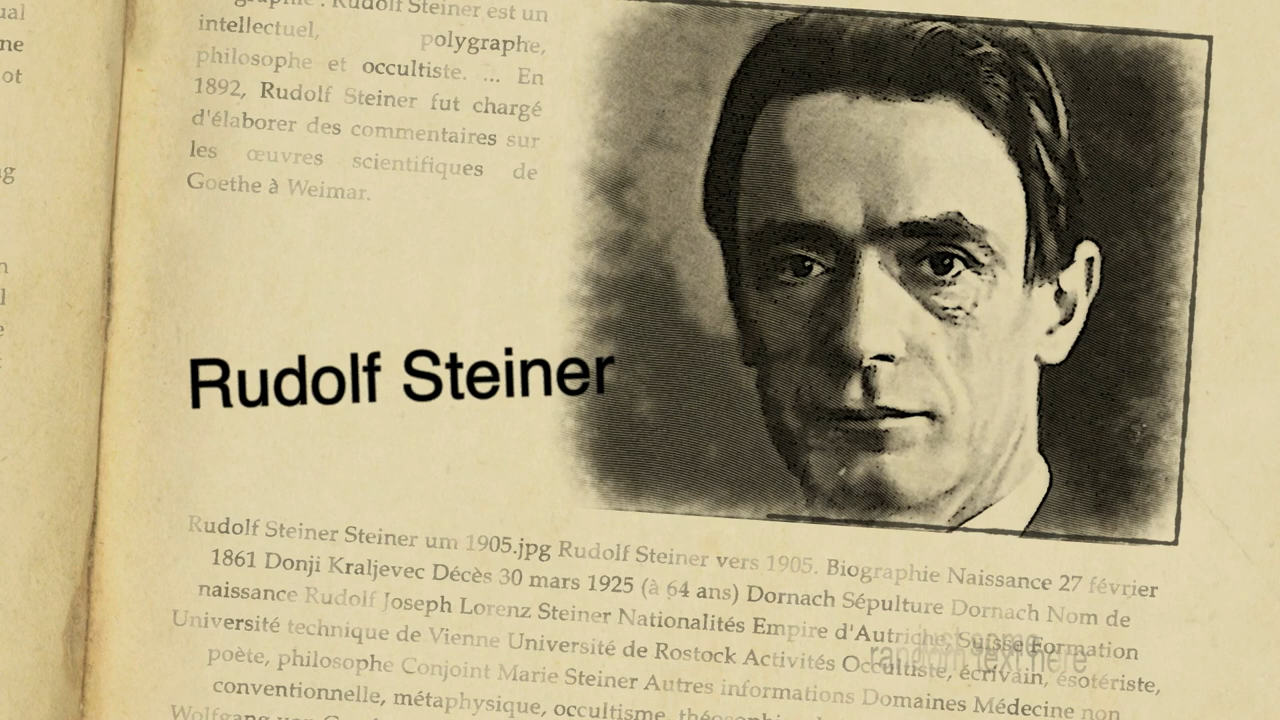 ual
ne
ot
graphie : Rudolf Steiner est un
intellectuel, polygraphe,
philosophe et occultiste. ... En
1892, Rudolf Steiner fut chargé
d'élaborer des commentaires sur
les œuvres scientifiques de
Goethe à Weimar.
Rudolf Steiner
Rudolf Steiner Steiner um 1905.jpg Rudolf Steiner vers 1905. Biographie Naissance 27 février
1861 Donji Kraljevec Décès 30 mars 1925 (à 64 ans) Dornach Sépulture Dornach Nom de
naissance Rudolf Joseph Lorenz Steiner Nationalités Empire d'Autriche, Suisse Formation
Université technique de Vienne Université de Rostock Activités Occultiste, écrivain, ésotériste,
poète, philosophe Conjoint Marie Steiner Autres informations Domaines Médecine non
conventionnelle, métaphysique, occultisme,
random text here